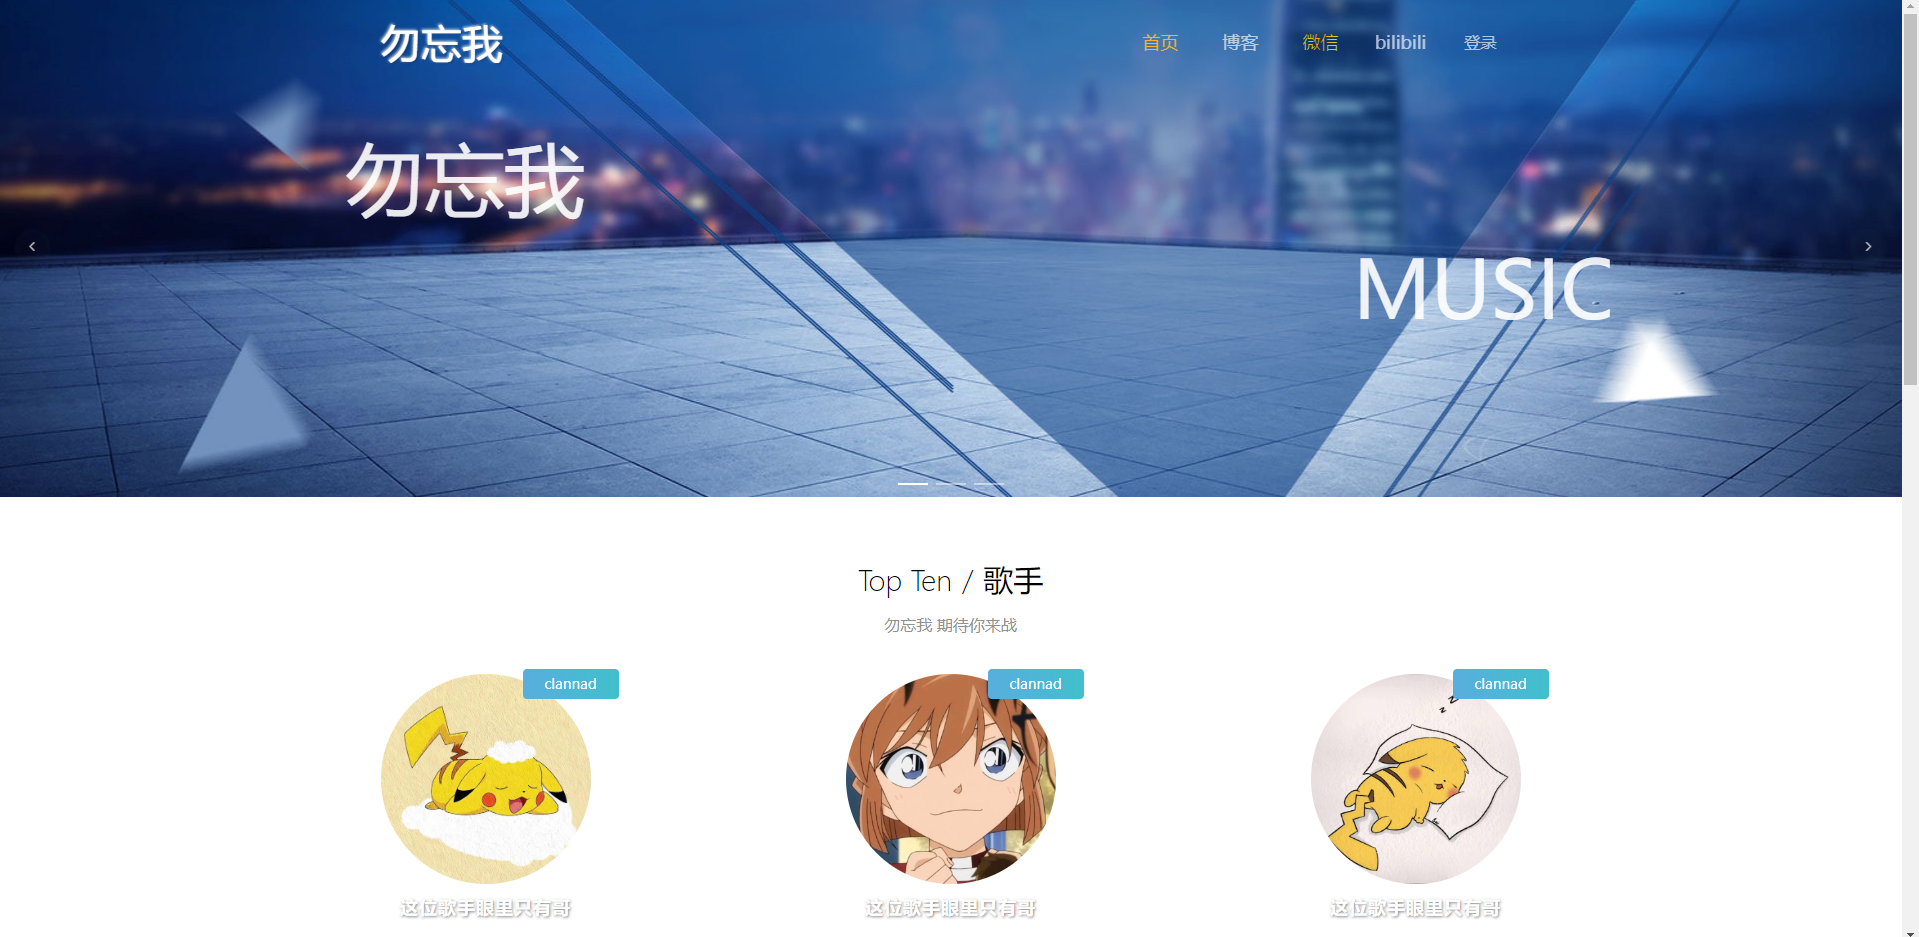 勿忘我
首页 博客 微信 bilibili 登录
勿忘我
MUSIC
Top Ten / 歌手
勿忘我 期待你来战
clannad clannad clannad
这位歌手眼里只有哥 这位歌手眼里只有哥 这位歌手眼里只有哥